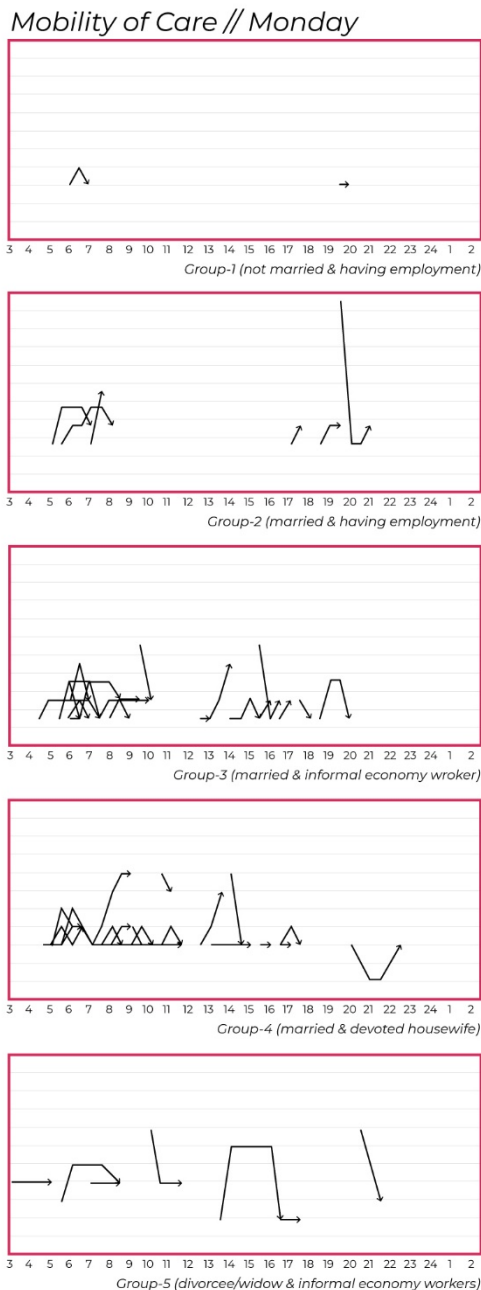 Mobility of Care // Monday
3 4 5 6 7 8 9 10 11 12 13 14 15 16 17 18 19 20 21 22 23 24 1 2
Group-1 (not married & having employment)
3 4 5 6 7 8 9 10 11 12 13 14 15 16 17 18 19 20 21 22 23 24 1 2
Group-2 (married & having employment)
3 4 5 6 7 8 9 10 11 12 13 14 15 16 17 18 19 20 21 22 23 24 1 2
Group-3 (married & informal economy wroker)
3 4 5 6 7 8 9 10 11 12 13 14 15 16 17 18 19 20 21 22 23 24 1 2
Group-4 (married & devoted housewife)
3 4 5 6 7 8 9 10 11 12 13 14 15 16 17 18 19 20 21 22 23 24 1 2
Group-5 (divorcee/widow & informal economy workers)